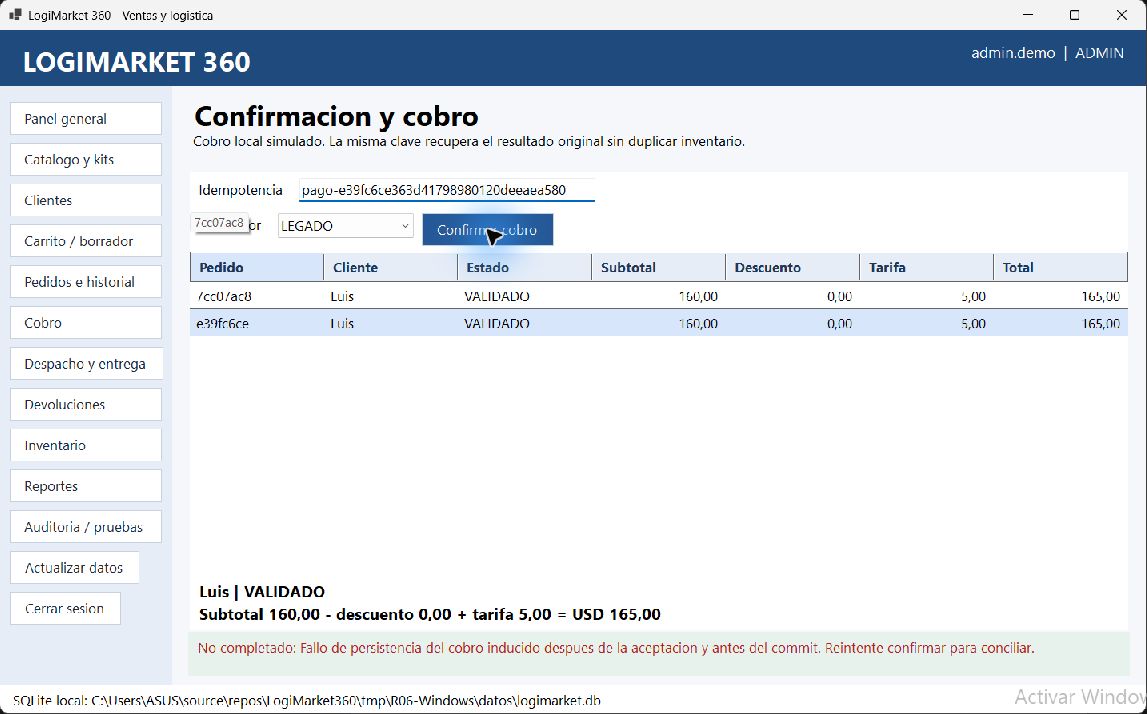 LogiMarket 360 - Ventas y logistica
LOGIMARKET 360
admin.demo | ADMIN
Panel general
Catalogo y kits
Clientes
Carrito / borrador
Pedidos e historial
Cobro
Despacho y entrega
Devoluciones
Inventario
Reportes
Auditoria / pruebas
Actualizar datos
Cerrar sesion
Confirmacion y cobro
Cobro local simulado. La misma clave recupera el resultado original sin duplicar inventario.
Idempotencia pago-e39fc6ce363d41798980120deeaea580
7cc07ac8 or LEGADO Confirmar cobro
Pedido Cliente Estado Subtotal Descuento Tarifa Total
7cc07ac8 Luis VALIDADO 160,00 0,00 5,00 165,00
e39fc6ce Luis VALIDADO 160,00 0,00 5,00 165,00
Luis | VALIDADO
Subtotal 160,00 - descuento 0,00 + tarifa 5,00 = USD 165,00
No completado: Fallo de persistencia del cobro inducido despues de la aceptacion y antes del commit. Reintente confirmar para conciliar.
SQLite local: C:\Users\ASUS\source\repos\LogiMarket360\tmp\R06-Windows\datos\logimarket.db
Activar Window